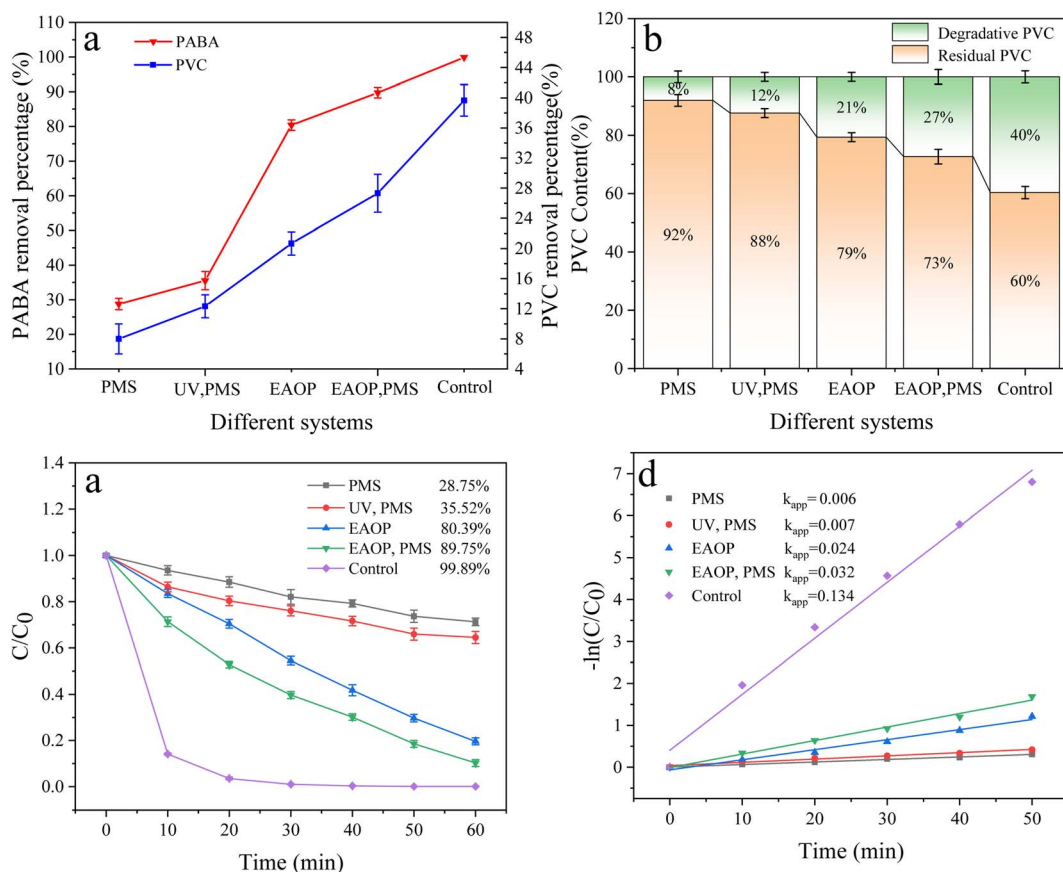 a
PABA
PVC
PABA removal percentage (%)
110
100
90
80
70
60
50
40
30
20
10
PVC removal percentage(%)
48
44
40
36
32
28
24
20
16
12
8
4
PMS
UV,PMS
EAOP
EAOP,PMS
Control
Different systems
b
Degradative PVC
Residual PVC
PVC Content(%)
120
100
80
60
40
20
0
8%
12%
21%
27%
40%
92%
88%
79%
73%
60%
PMS
UV,PMS
EAOP
EAOP,PMS
Control
Different systems
a
PMS 28.75%
UV, PMS 35.52%
EAOP 80.39%
EAOP, PMS 89.75%
Control 99.89%
C/C0
1.4
1.2
1.0
0.8
0.6
0.4
0.2
0.0
0
10
20
30
40
50
60
Time (min)
d
PMS kapp=0.006
UV, PMS kapp=0.007
EAOP kapp=0.024
EAOP, PMS kapp=0.032
Control kapp=0.134
-ln(C/C0)
7
6
5
4
3
2
1
0
0
10
20
30
40
50
Time (min)